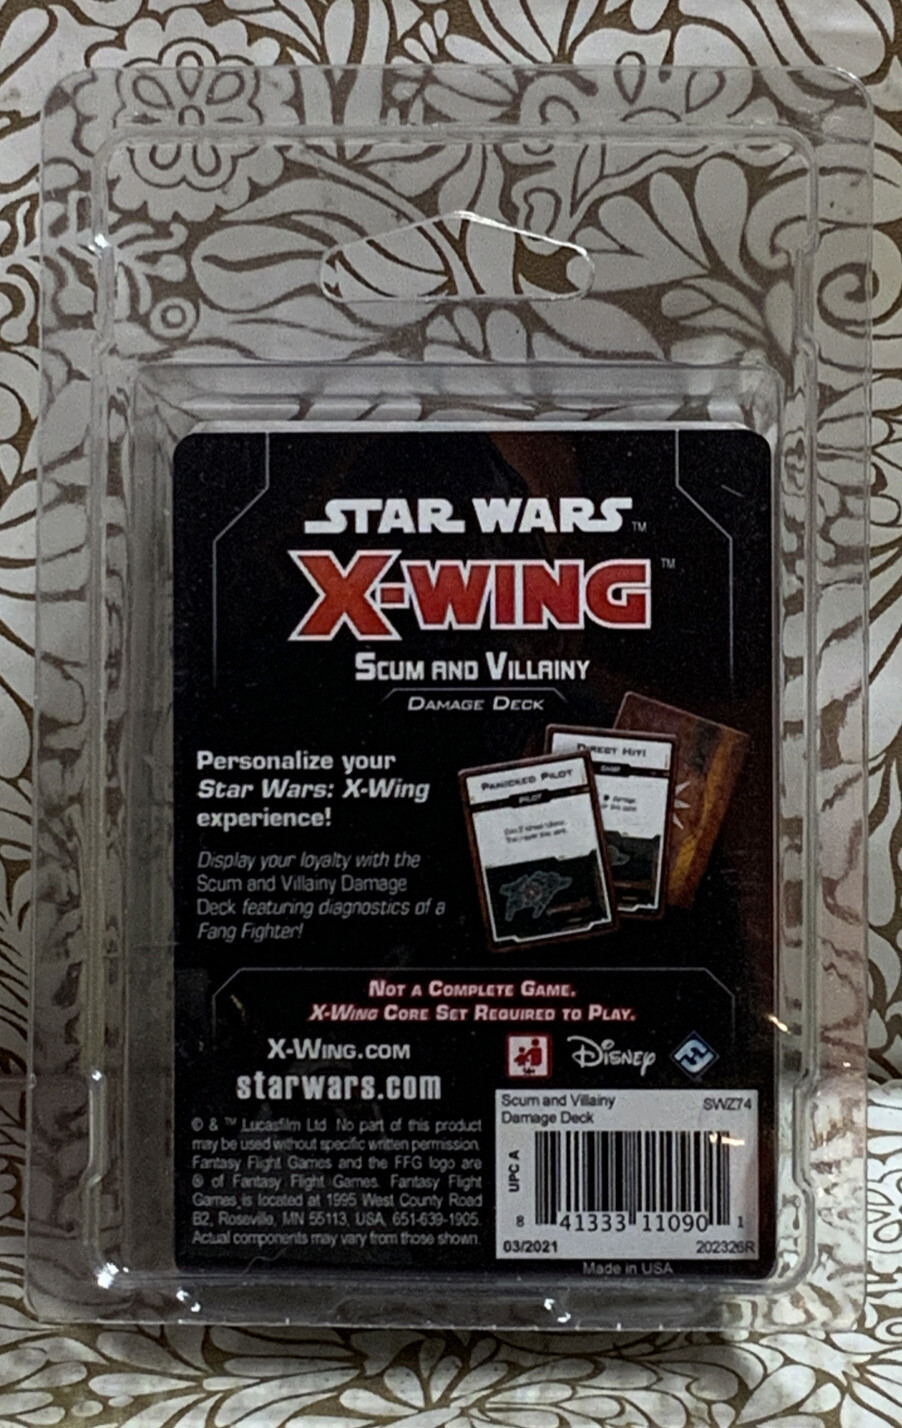 STAR WARS™
X-WING™
SCUM AND VILLAINY
DAMAGE DECK
Personalize your
Star Wars: X-Wing
experience!
Display your loyalty with the
Scum and Villainy Damage
Deck featuring diagnostics of a
Fang Fighter!
PANICKED PILOT
PILOT
DIRECT HIT!
SHIP
NOT A COMPLETE GAME.
X-WING CORE SET REQUIRED TO PLAY.
X-WING.COM
starwars.com
14+
Disney
© & ™ Lucasfilm Ltd. No part of this product
may be used without specific written permission.
Fantasy Flight Games and the FFG logo are
® of Fantasy Flight Games. Fantasy Flight
Games is located at 1995 West County Road
B2, Roseville, MN 55113, USA, 651-639-1905.
Actual components may vary from those shown.
Scum and Villainy
Damage Deck
SWZ74
UPC A
8 41333 11090 1
03/2021
202326R
Made in USA